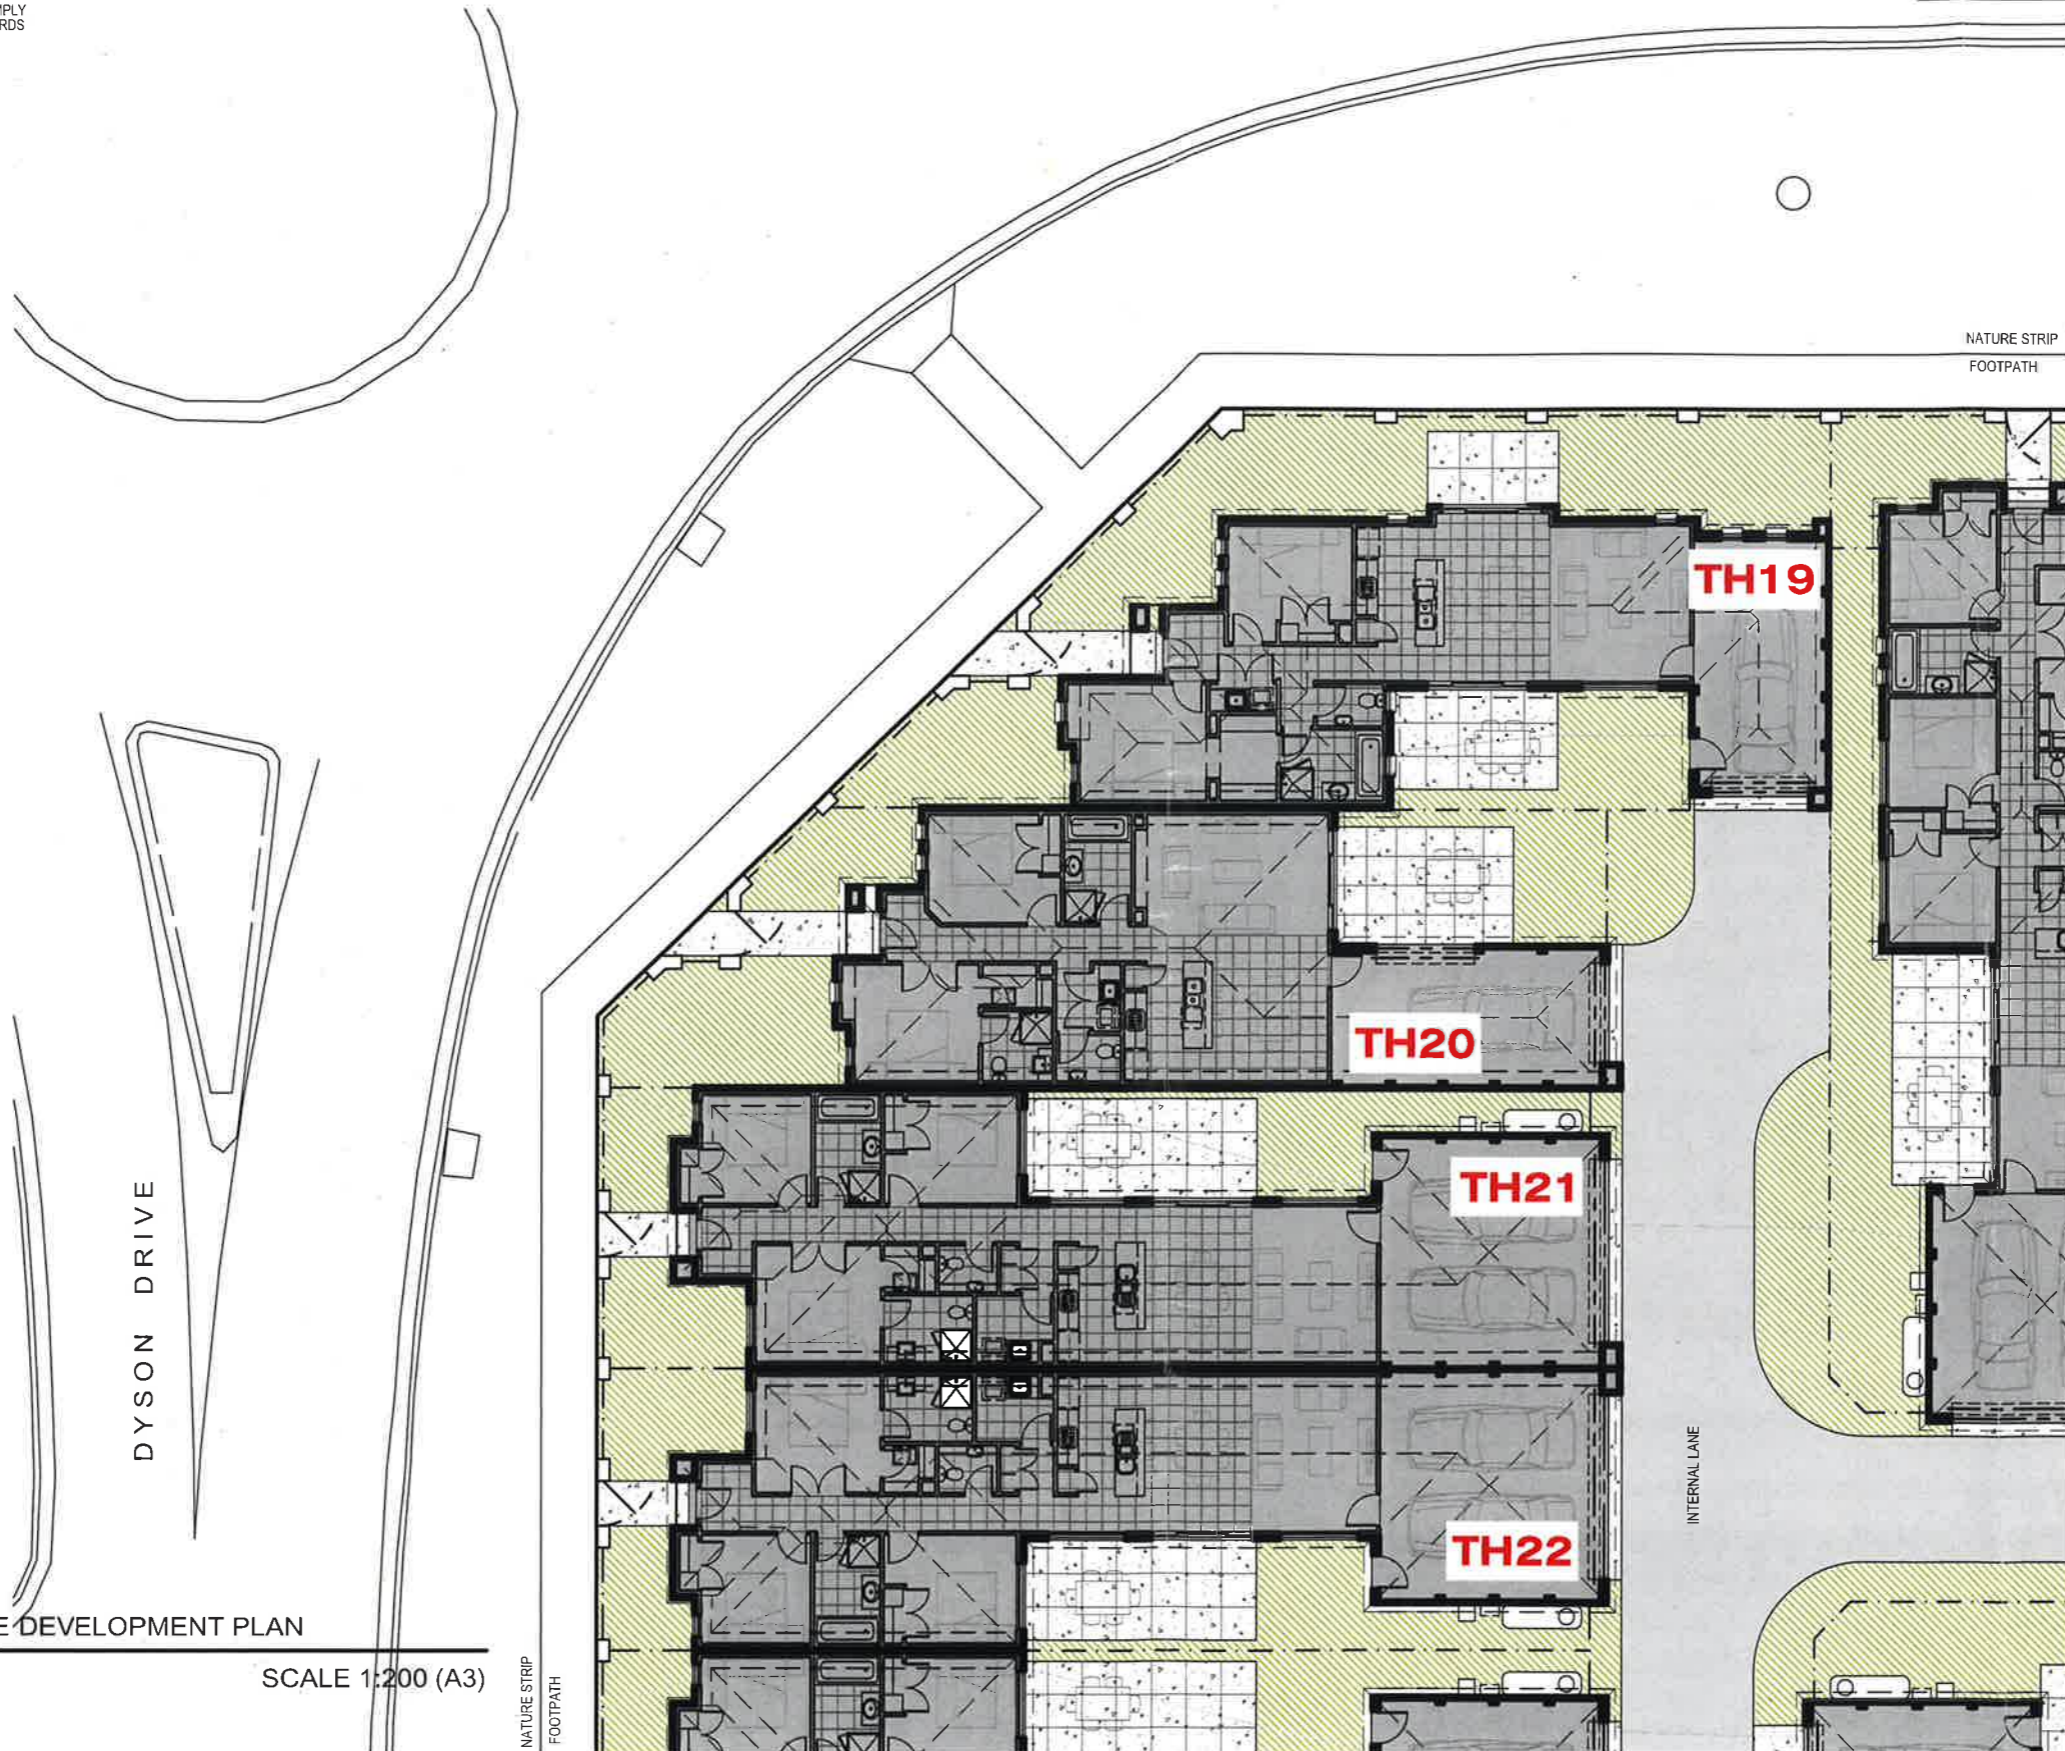 MPLY
RDS
NATURE STRIP
FOOTPATH
TH19
TH20
TH21
DYSON DRIVE
INTERNAL LANE
TH22
E DEVELOPMENT PLAN
SCALE 1:200 (A3)
NATURE STRIP
FOOTPATH